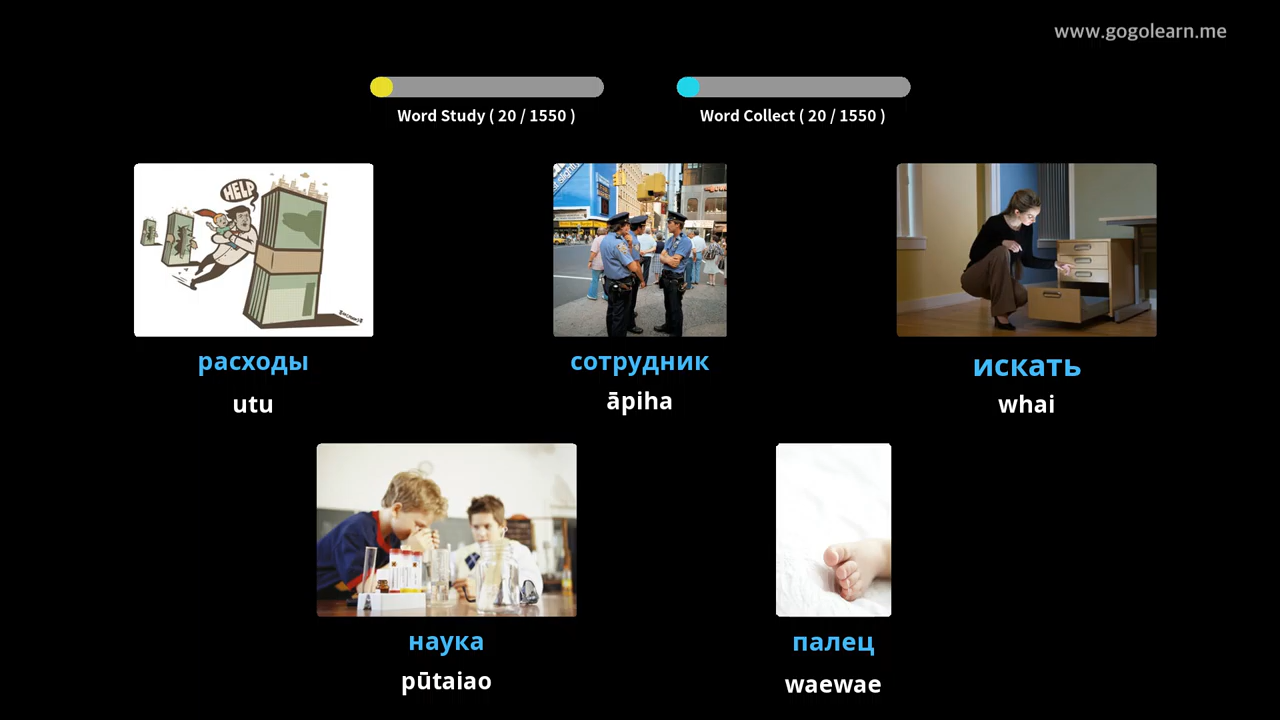 www.gogolearn.me
Word Study ( 20 / 1550 )
Word Collect ( 20 / 1550 )
HELP
расходы
utu
сотрудник
āpiha
искать
whai
наука
pūtaiao
палец
waewae